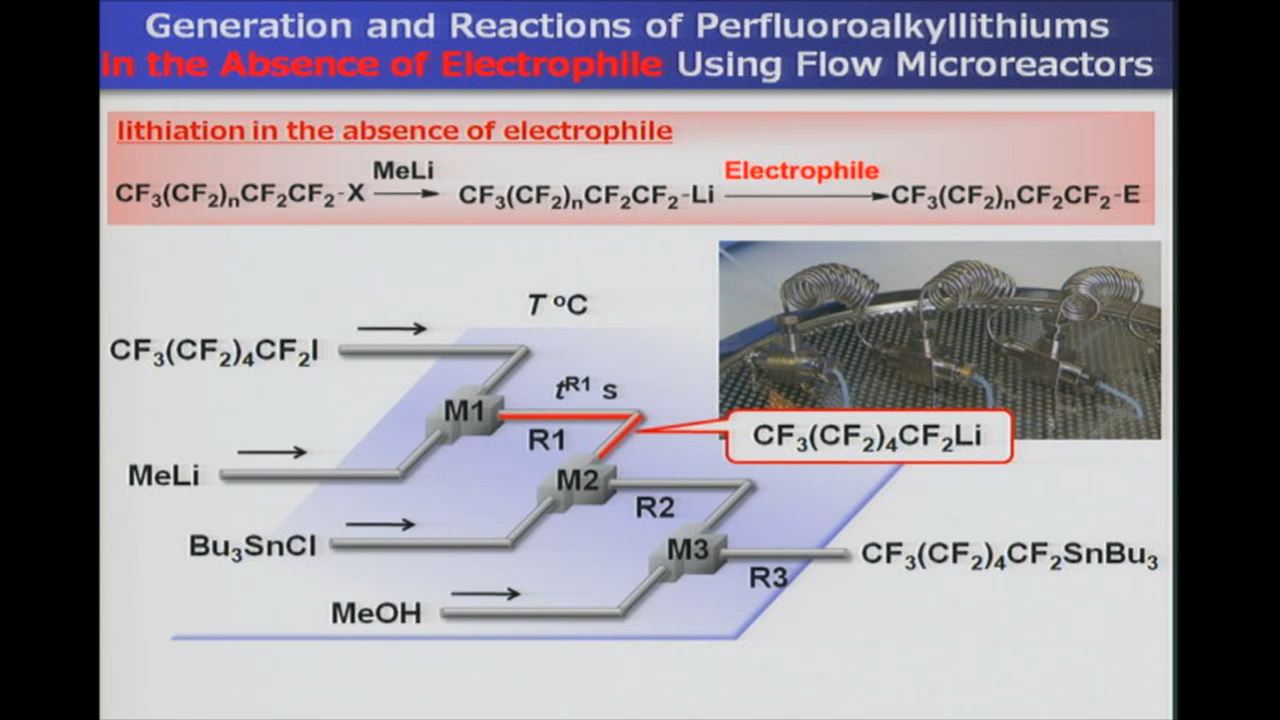 Generation and Reactions of Perfluoroalkyllithiums
in the Absence of Electrophile Using Flow Microreactors
lithiation in the absence of electrophile
CF₃(CF₂)ₙCF₂CF₂-X MeLi CF₃(CF₂)ₙCF₂CF₂-Li Electrophile CF₃(CF₂)ₙCF₂CF₂-E
T °C
CF₃(CF₂)₄CF₂I
tᴿ¹ s
M1
R1
CF₃(CF₂)₄CF₂Li
MeLi
M2
R2
Bu₃SnCl
M3
CF₃(CF₂)₄CF₂SnBu₃
R3
MeOH